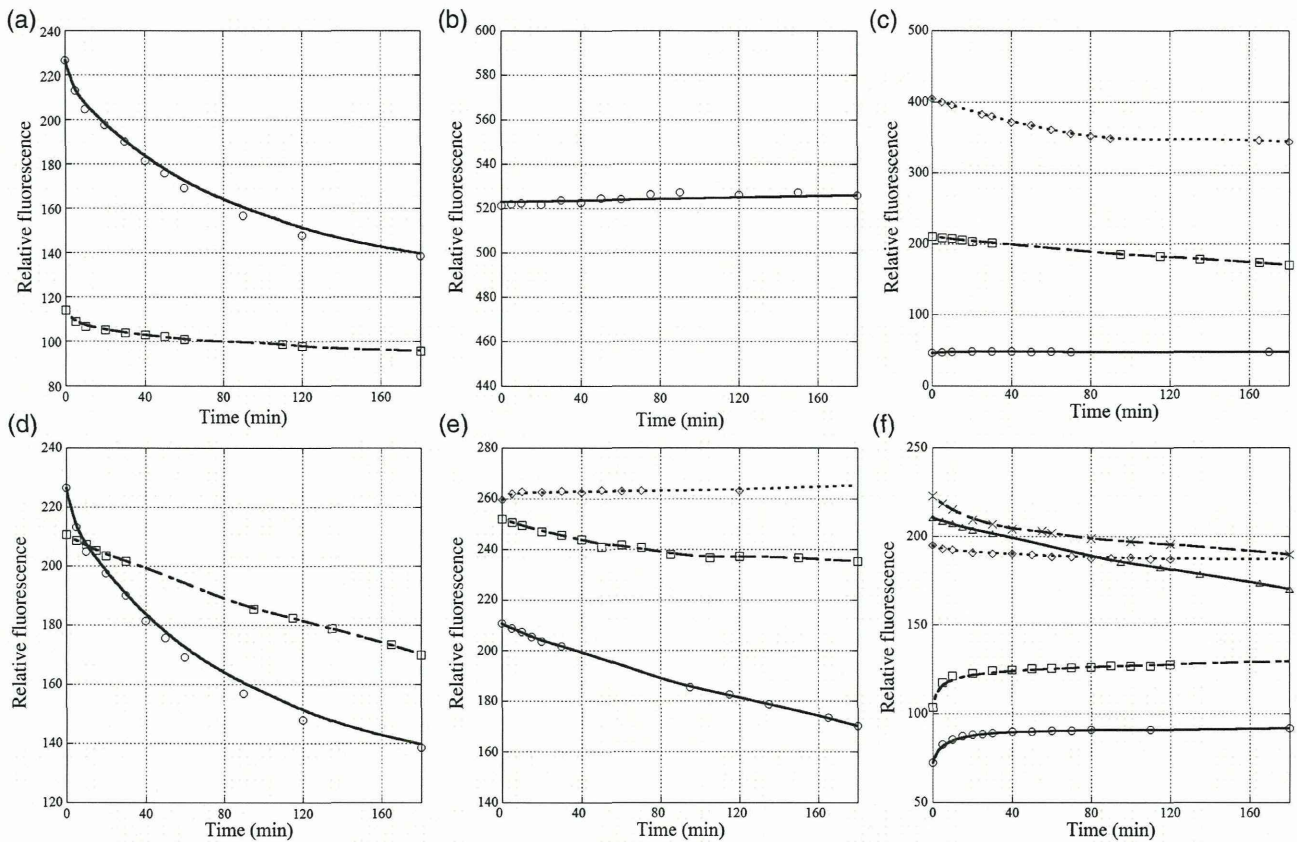 (a)
Relative fluorescence
240
220
200
180
160
140
120
100
80
0 40 80 120 160
Time (min)
(b)
Relative fluorescence
600
580
560
540
520
500
480
460
440
0 40 80 120 160
Time (min)
(c)
Relative fluorescence
500
400
300
200
100
0
0 40 80 120 160
Time (min)
(d)
Relative fluorescence
240
220
200
180
160
140
120
0 40 80 120 160
Time (min)
(e)
Relative fluorescence
280
260
240
220
210
180
160
140
0 40 80 120 160
Time (min)
(f)
Relative fluorescence
250
200
150
100
50
0 40 80 120 160
Time (min)